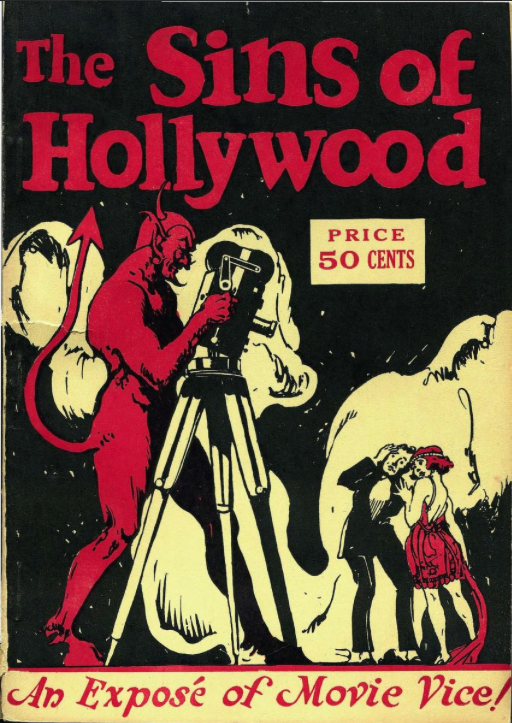 The Sins of
Hollywood
PRICE
50 CENTS
An Exposé of Movie Vice!